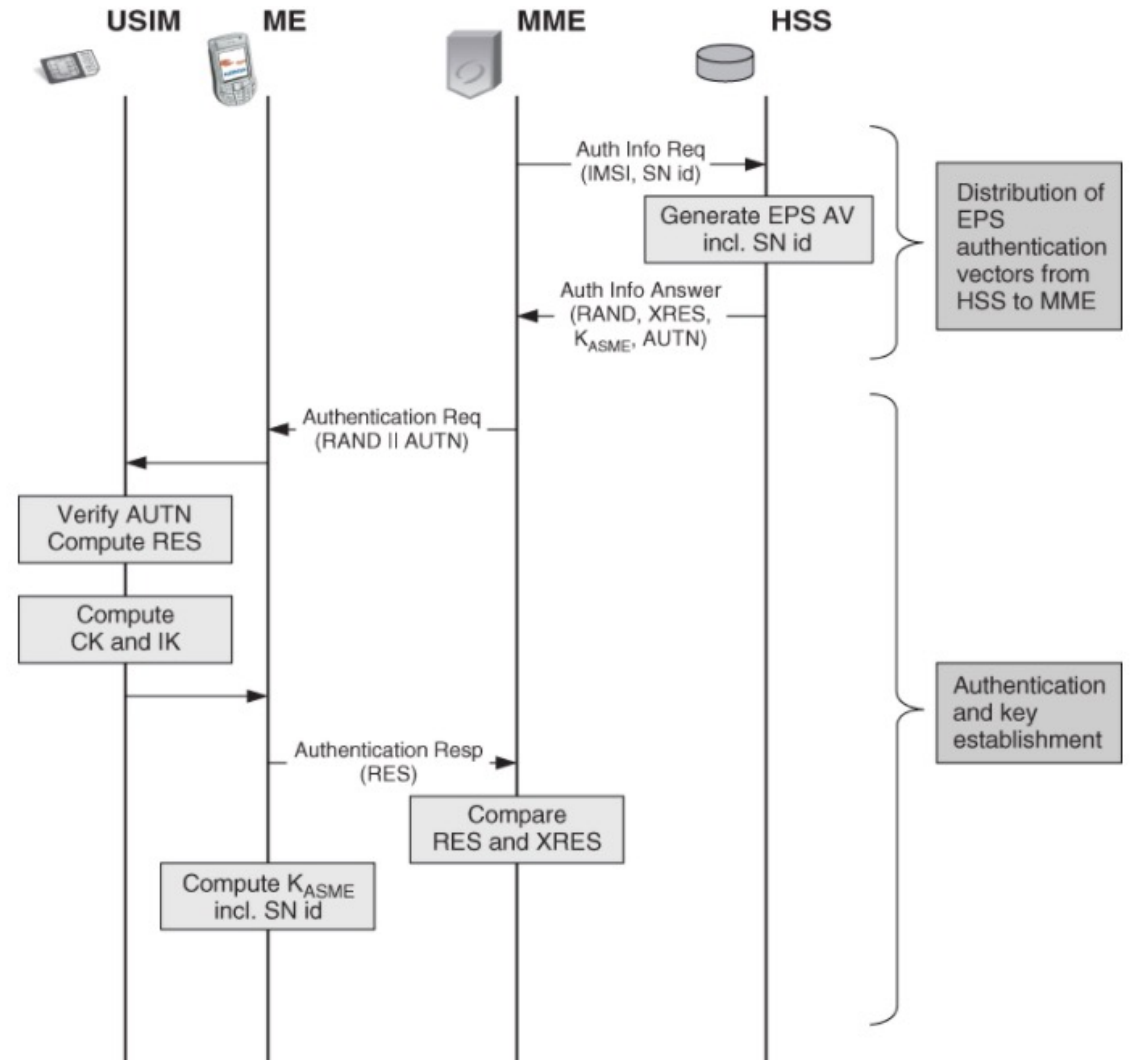 USIM ME MME HSS
Auth Info Req
(IMSI, SN id)
Generate EPS AV
incl. SN id
Auth Info Answer
(RAND, XRES,
K_ASME, AUTN)
Distribution of
EPS
authentication
vectors from
HSS to MME
Authentication Req
(RAND II AUTN)
Verify AUTN
Compute RES
Compute
CK and IK
Authentication Resp
(RES)
Compare
RES and XRES
Compute K_ASME
incl. SN id
Authentication
and key
establishment